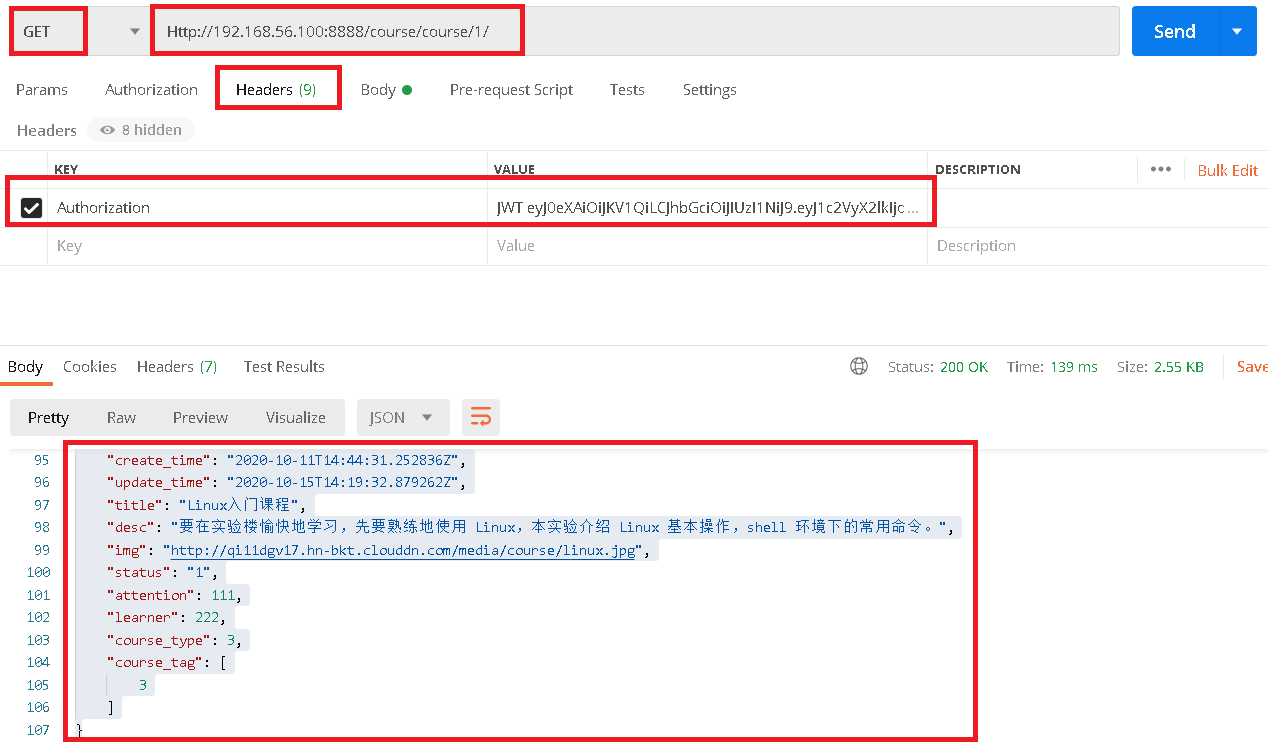 GET Http://192.168.56.100:8888/course/course/1/ Send
Params Authorization Headers (9) Body Pre-request Script Tests Settings
Headers 8 hidden
KEY VALUE DESCRIPTION ••• Bulk Edit
Authorization JWT eyJ0eXAiOiJKV1QiLCJhbGciOiJIUzI1NiJ9.eyJ1c2VyX2lkIjc...
Key Value Description
Body Cookies Headers (7) Test Results Status: 200 OK Time: 139 ms Size: 2.55 KB Save
Pretty Raw Preview Visualize JSON
95 "create_time": "2020-10-11T14:44:31.252836Z",
96 "update_time": "2020-10-15T14:19:32.879262Z",
97 "title": "Linux入门课程",
98 "desc": "要在实验楼愉快地学习，先要熟练地使用 Linux，本实验介绍 Linux 基本操作，shell 环境下的常用命令。",
99 "img": "http://qi11dgv17.hn-bkt.clouddn.com/media/course/linux.jpg",
100 "status": "1",
101 "attention": 111,
102 "learner": 222,
103 "course_type": 3,
104 "course_tag": [
105 3
106 ]
107 }